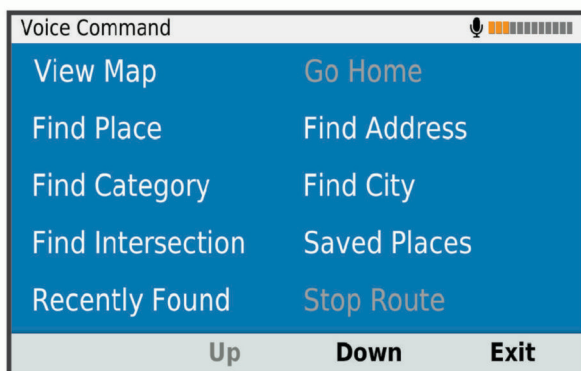 Voice Command
View Map Go Home
Find Place Find Address
Find Category Find City
Find Intersection Saved Places
Recently Found Stop Route
Up Down Exit